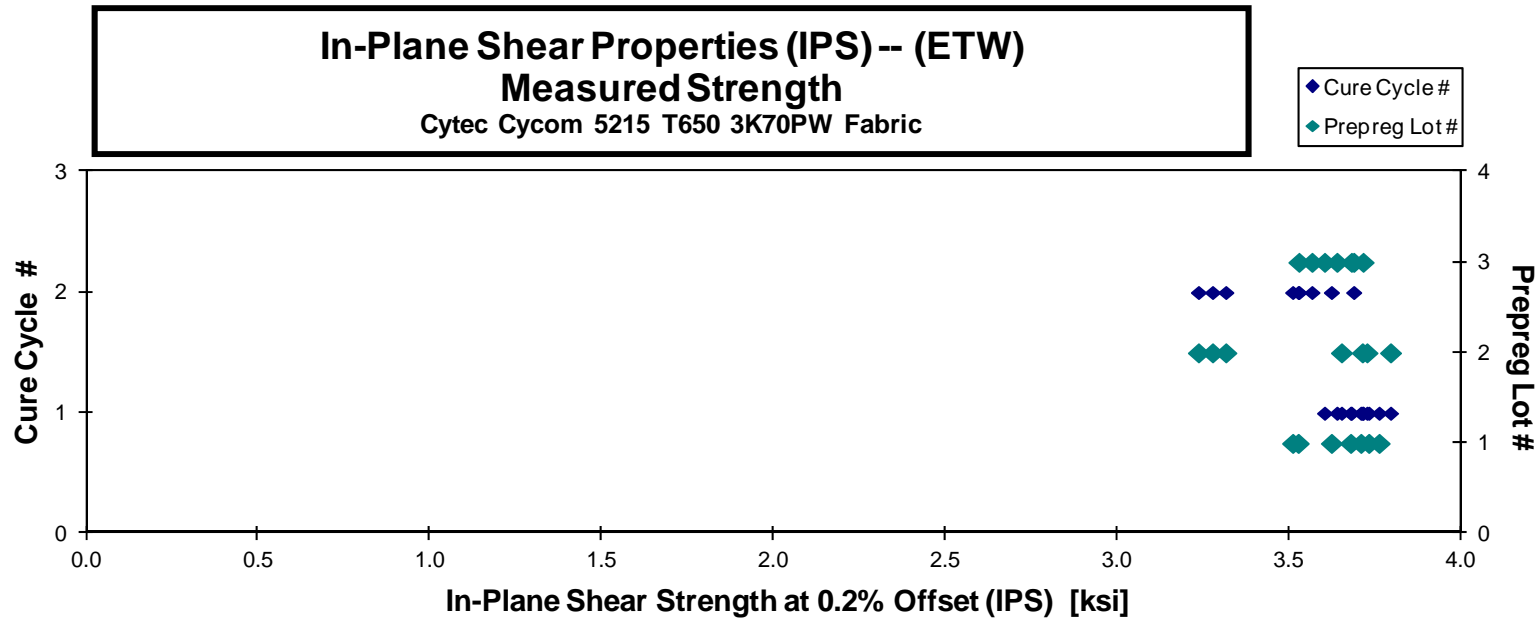 In-Plane Shear Properties (IPS) -- (ETW)
Measured Strength
Cytec Cycom 5215 T650 3K70PW Fabric
Cure Cycle #
Prepreg Lot #
3
2
1
0
Cure Cycle #
4
3
2
1
0
Prepreg Lot #
0.0 0.5 1.0 1.5 2.0 2.5 3.0 3.5 4.0
In-Plane Shear Strength at 0.2% Offset (IPS) [ksi]